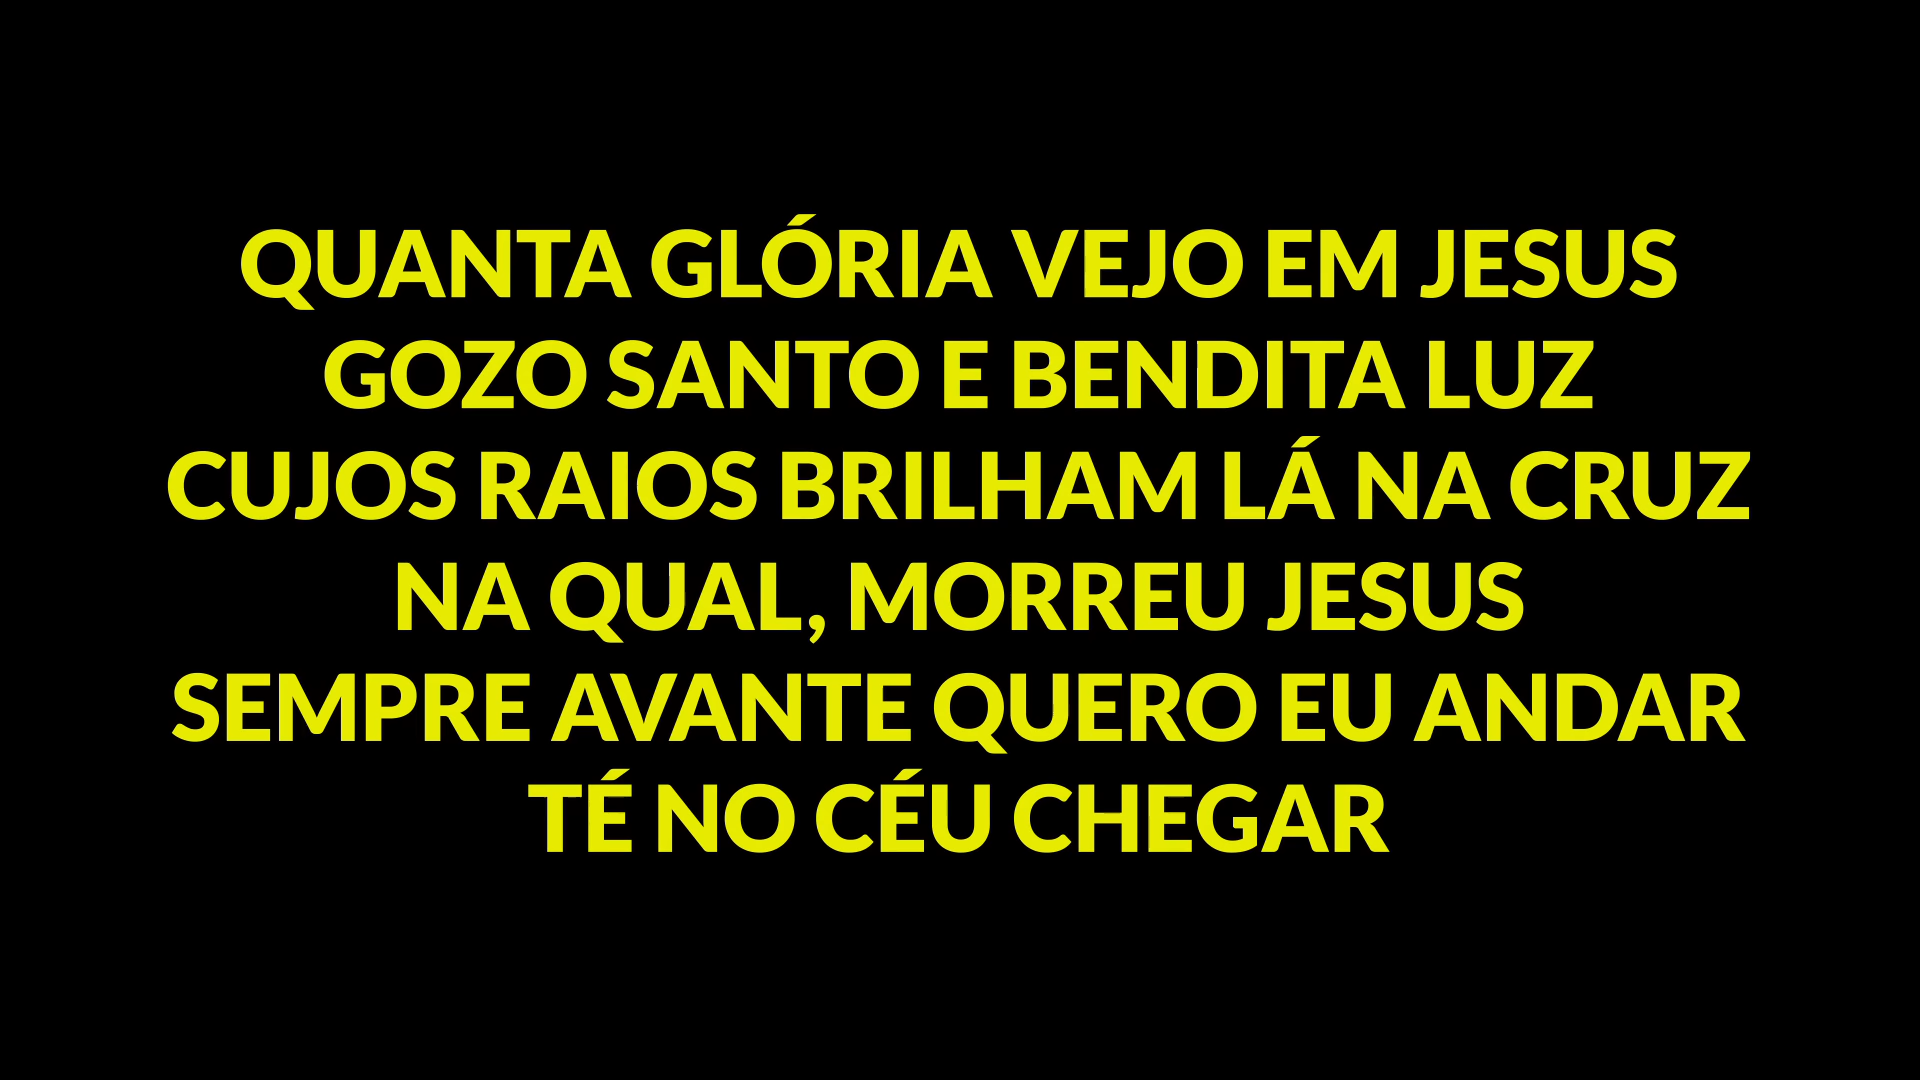 QUANTA GLÓRIA VEJO EM JESUS
GOZO SANTO E BENDITA LUZ
CUJOS RAIOS BRILHAM LÁ NA CRUZ
NA QUAL, MORREU JESUS
SEMPRE AVANTE QUERO EU ANDAR
TÉ NO CÉU CHEGAR